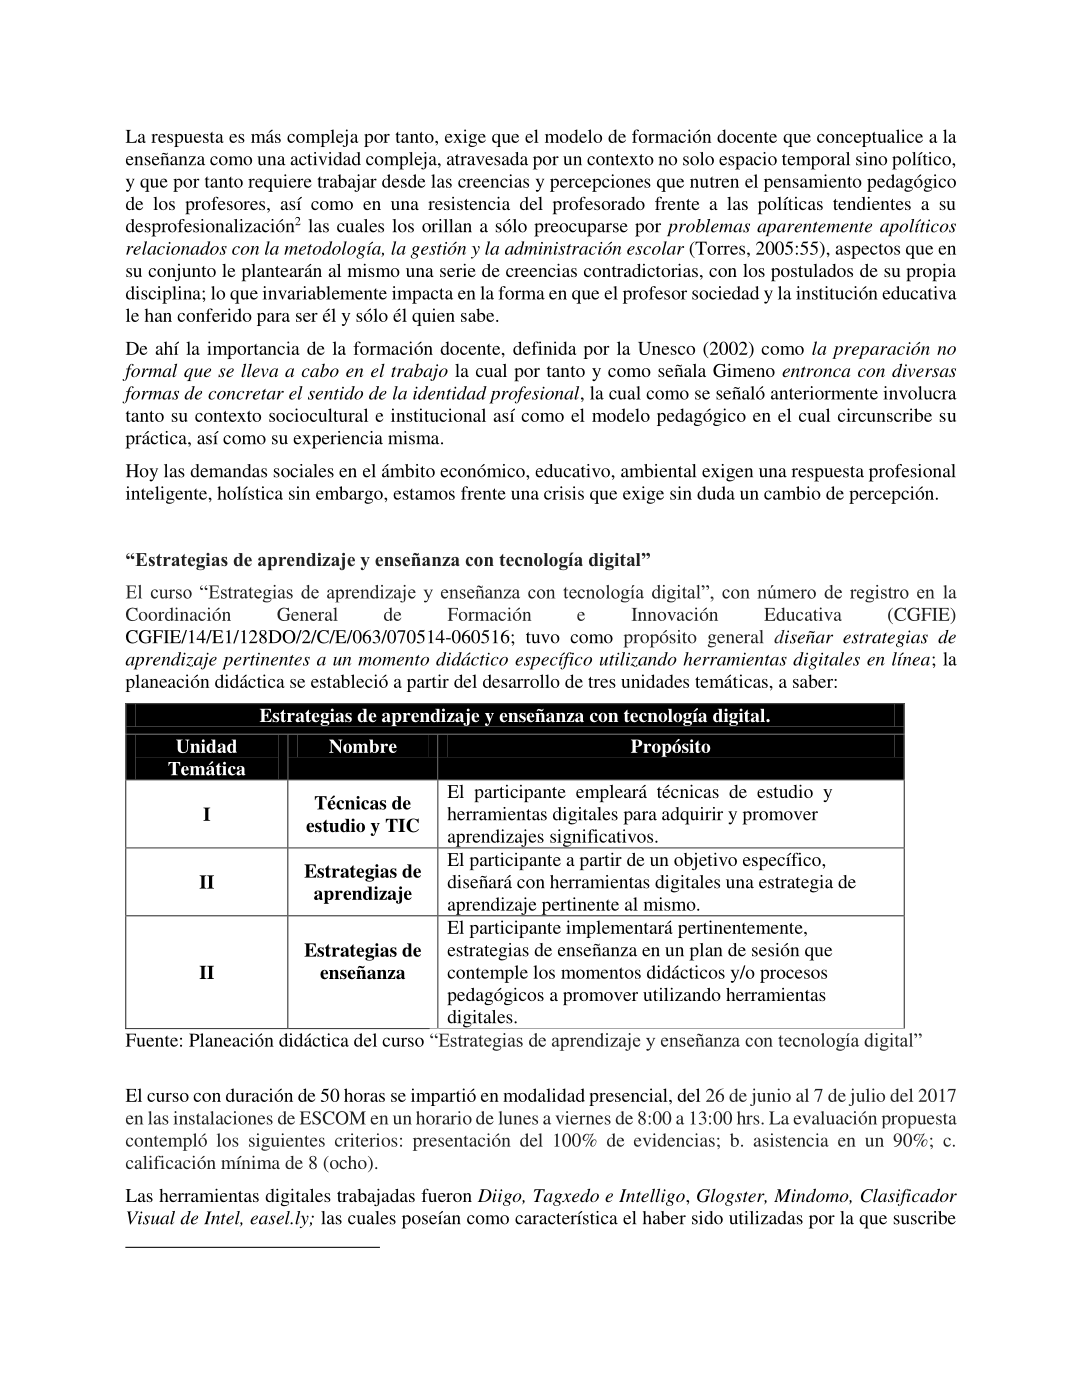 La respuesta es más compleja por tanto, exige que el modelo de formación docente que conceptualice a la
enseñanza como una actividad compleja, atravesada por un contexto no solo espacio temporal sino político,
y que por tanto requiere trabajar desde las creencias y percepciones que nutren el pensamiento pedagógico
de los profesores, así como en una resistencia del profesorado frente a las políticas tendientes a su
desprofesionalización2 las cuales los orillan a sólo preocuparse por problemas aparentemente apolíticos
relacionados con la metodología, la gestión y la administración escolar (Torres, 2005:55), aspectos que en
su conjunto le plantearán al mismo una serie de creencias contradictorias, con los postulados de su propia
disciplina; lo que invariablemente impacta en la forma en que el profesor sociedad y la institución educativa
le han conferido para ser él y sólo él quien sabe.
De ahí la importancia de la formación docente, definida por la Unesco (2002) como la preparación no
formal que se lleva a cabo en el trabajo la cual por tanto y como señala Gimeno entronca con diversas
formas de concretar el sentido de la identidad profesional, la cual como se señaló anteriormente involucra
tanto su contexto sociocultural e institucional así como el modelo pedagógico en el cual circunscribe su
práctica, así como su experiencia misma.
Hoy las demandas sociales en el ámbito económico, educativo, ambiental exigen una respuesta profesional
inteligente, holística sin embargo, estamos frente una crisis que exige sin duda un cambio de percepción.
“Estrategias de aprendizaje y enseñanza con tecnología digital”
El curso “Estrategias de aprendizaje y enseñanza con tecnología digital”, con número de registro en la
Coordinación General de Formación e Innovación Educativa (CGFIE)
CGFIE/14/E1/128DO/2/C/E/063/070514-060516; tuvo como propósito general diseñar estrategias de
aprendizaje pertinentes a un momento didáctico específico utilizando herramientas digitales en línea; la
planeación didáctica se estableció a partir del desarrollo de tres unidades temáticas, a saber:
Estrategias de aprendizaje y enseñanza con tecnología digital.
Unidad Temática Nombre Propósito
I
Técnicas de
estudio y TIC
El participante empleará técnicas de estudio y
herramientas digitales para adquirir y promover
aprendizajes significativos.
II
Estrategias de
aprendizaje
El participante a partir de un objetivo específico,
diseñará con herramientas digitales una estrategia de
aprendizaje pertinente al mismo.
II
Estrategias de
enseñanza
El participante implementará pertinentemente,
estrategias de enseñanza en un plan de sesión que
contemple los momentos didácticos y/o procesos
pedagógicos a promover utilizando herramientas
digitales.
Fuente: Planeación didáctica del curso “Estrategias de aprendizaje y enseñanza con tecnología digital”
El curso con duración de 50 horas se impartió en modalidad presencial, del 26 de junio al 7 de julio del 2017
en las instalaciones de ESCOM en un horario de lunes a viernes de 8:00 a 13:00 hrs. La evaluación propuesta
contempló los siguientes criterios: presentación del 100% de evidencias; b. asistencia en un 90%; c.
calificación mínima de 8 (ocho).
Las herramientas digitales trabajadas fueron Diigo, Tagxedo e Intelligo, Glogster, Mindomo, Clasificador
Visual de Intel, easel.ly; las cuales poseían como característica el haber sido utilizadas por la que suscribe